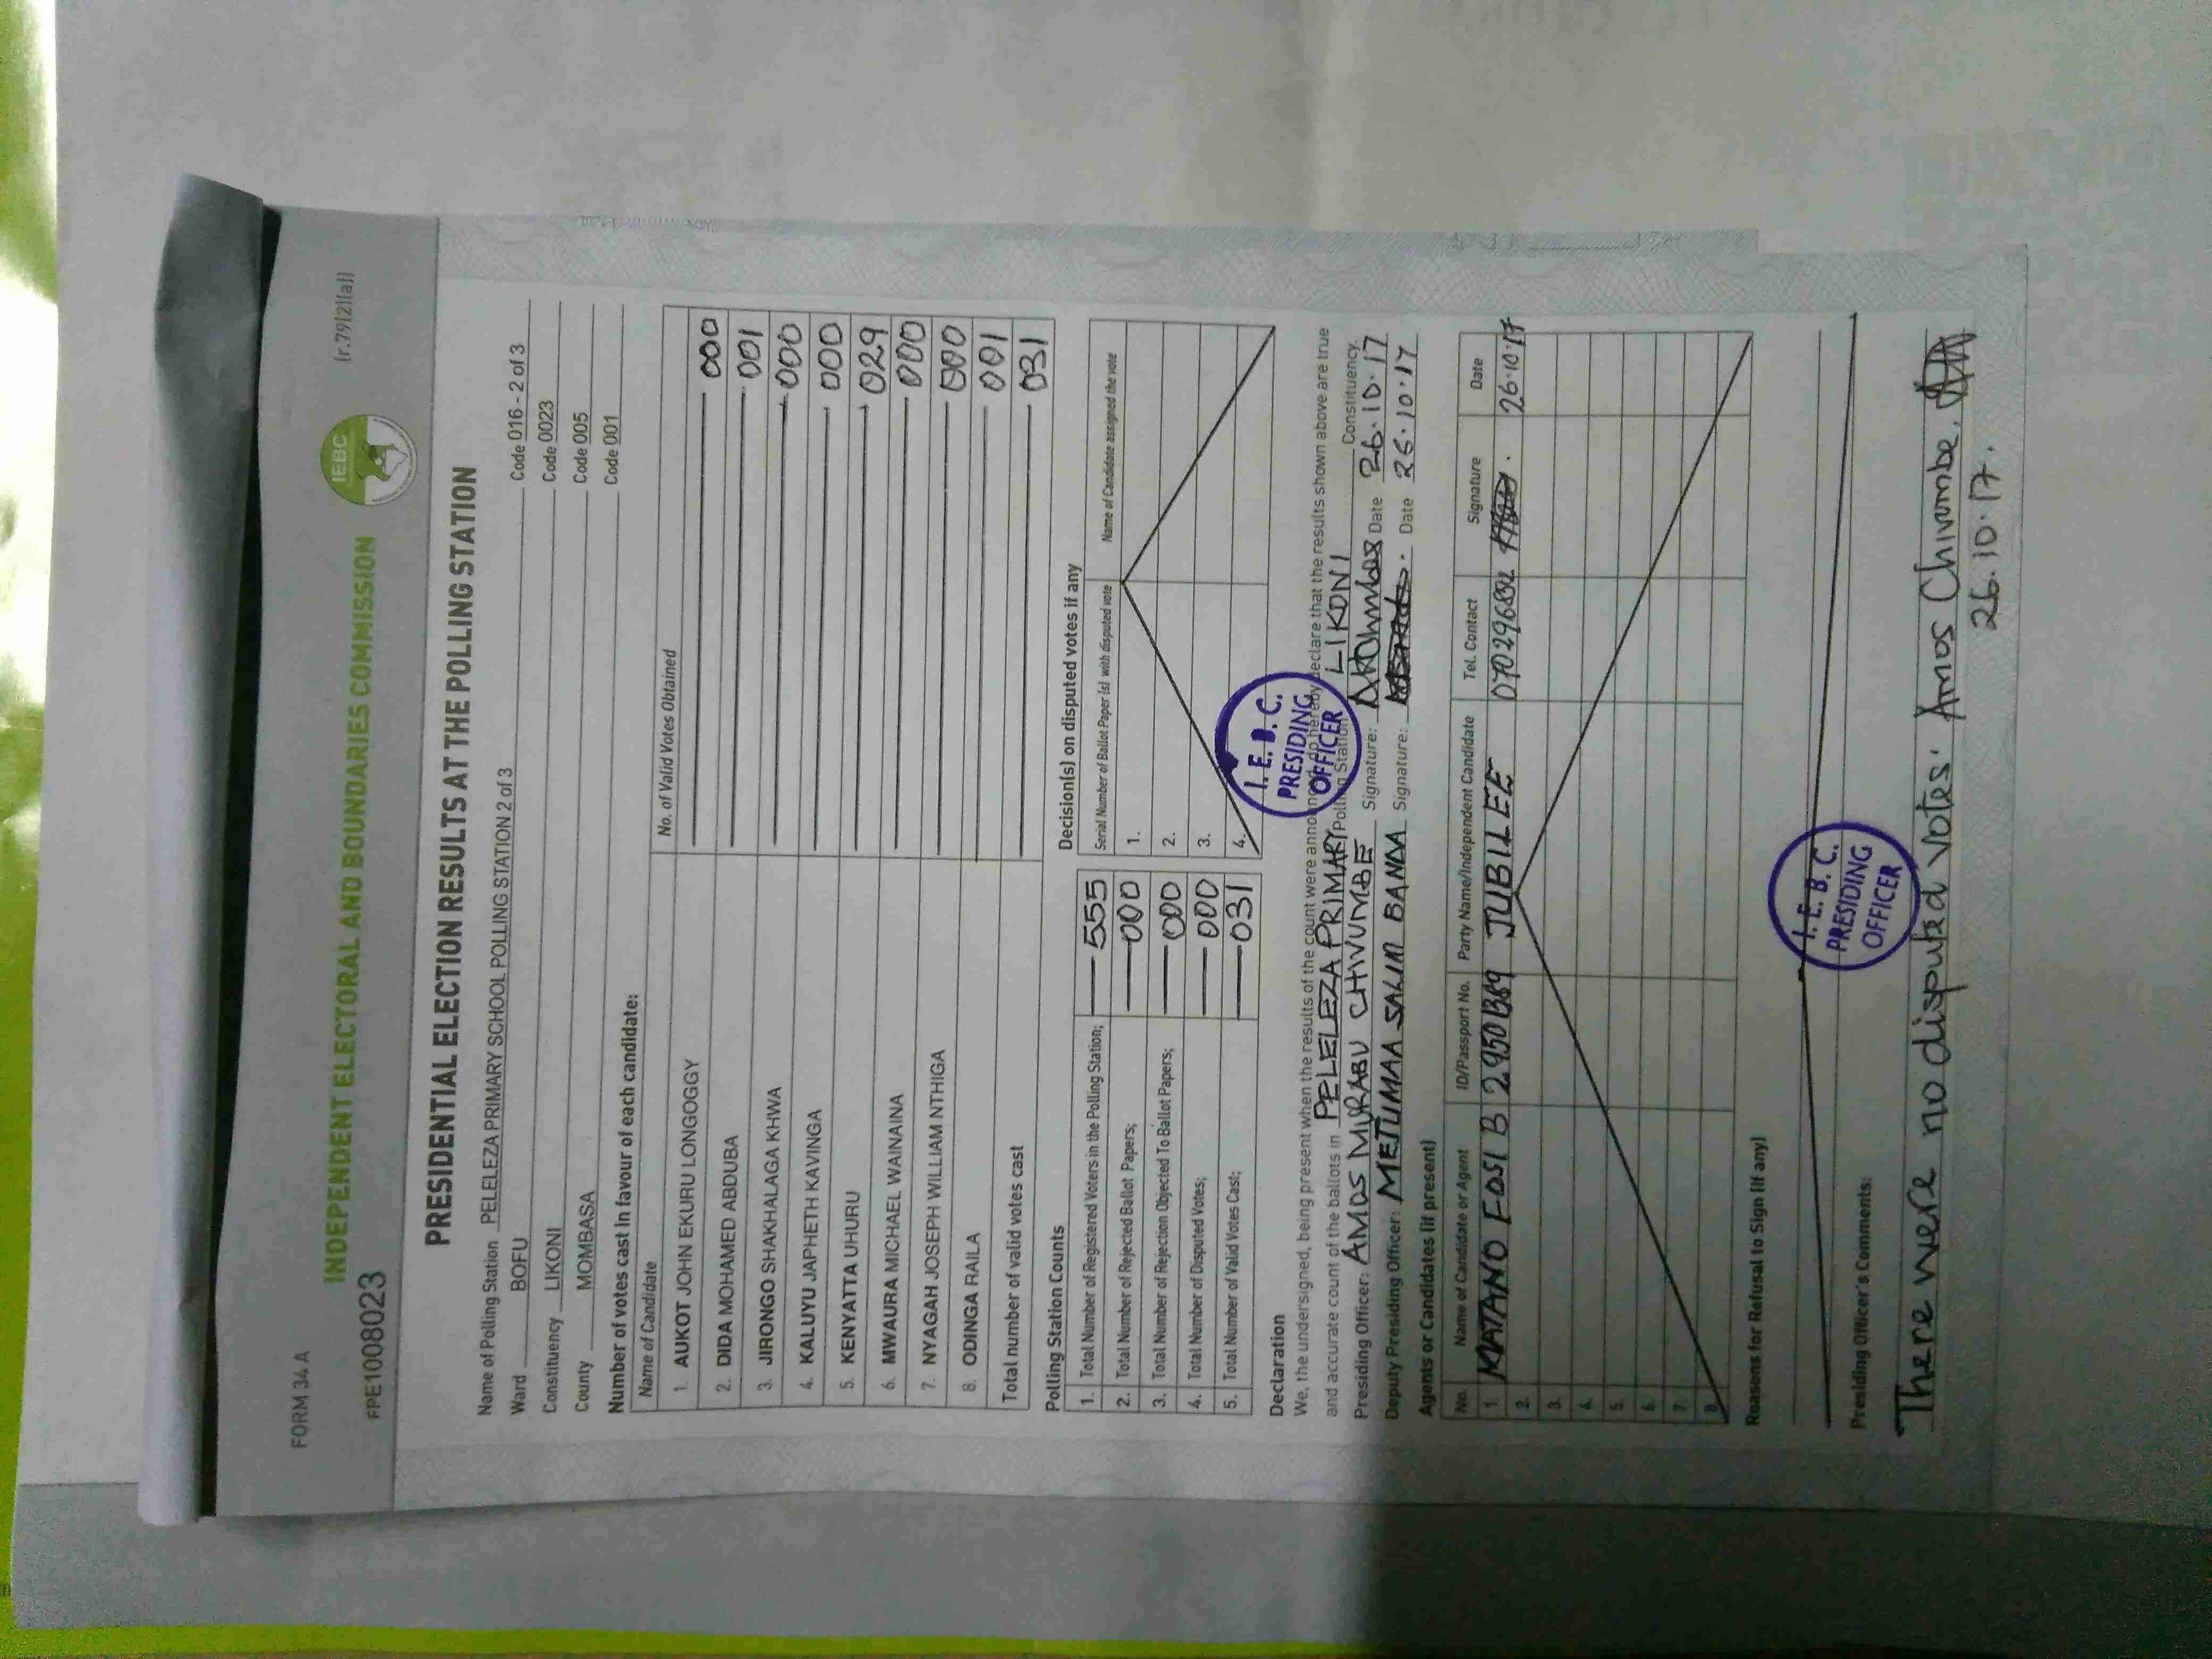 FORM 34 A
(r.79(2)(a))
INDEPENDENT ELECTORAL AND BOUNDARIES COMMISSION
IEBC
FPE1008023
PRESIDENTIAL ELECTION RESULTS AT THE POLLING STATION
Name of Polling Station PELELEZA PRIMARY SCHOOL POLLING STATION 2 of 3 Code 016 - 2 of 3
Ward BOFU Code 0023
Constituency LIKONI Code 005
County MOMBASA Code 001
Number of votes cast in favour of each candidate:
Name of Candidate No. of Valid Votes Obtained
1. AUKOT JOHN EKURU LONGOGGY 000
2. DIDA MOHAMED ABDUBA 001
3. JIRONGO SHAKHALAGA KHWA 000
4. KALUYU JAPHETH KAVINGA 000
5. KENYATTA UHURU 029
6. MWAURA MICHAEL WAINAINA 000
7. NYAGAH JOSEPH WILLIAM NTHIGA 000
8. ODINGA RAILA 001
Total number of valid votes cast 031
Polling Station Counts
1. Total Number of Registered Voters in the Polling Station; 555
2. Total Number of Rejected Ballot Papers; 000
3. Total Number of Rejection Objected To Ballot Papers; 000
4. Total Number of Disputed Votes; 000
5. Total Number of Valid Votes Cast; 031
Decision(s) on disputed votes if any
Serial Number of Ballot Paper (s) with disputed vote Name of Candidate assigned the vote
1.
2.
3.
4.
I.E.B.C.
PRESIDING
OFFICER
Declaration
We, the undersigned, being present when the results of the count were announced, do hereby declare that the results shown above are true
and accurate count of the ballots in PELELEZA PRIMARY Polling Station LIKONI Constituency.
Presiding Officer: AMOS MURABU CHIVUMBE Signature: Date 26.10.17
Deputy Presiding Officer: MEJUMAA SALIM BANDA Signature: Date 26.10.17
Agents or Candidates (if present)
No. Name of Candidate or Agent ID/Passport No. Party Name/Independent Candidate Tel. Contact Signature Date
1. KATANO B JUBILEE 26.10.17
2.
3.
4.
5.
6.
7.
8.
Reasons for Refusal to Sign (if any)
I.E.B.C.
PRESIDING
OFFICER
Presiding Officer's Comments:
There were no disputed votes. Amos Chivumbe.
26.10.17.